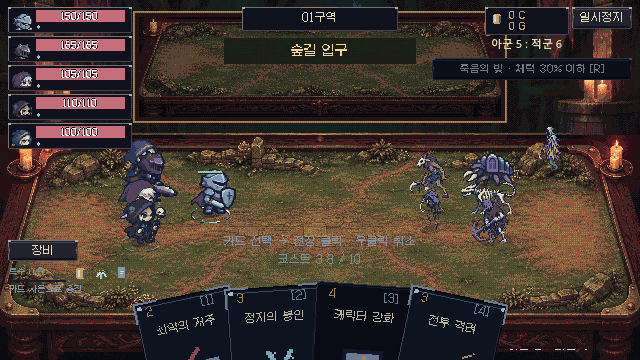 150/150
155/155
105/105
110/110
100/100
01구역
숲길 입구
0 C
0 G
일시정지
아군 5 : 적군 6
죽음의 빛 · 체력 30% 이하 [R]
장비
카드 선택 → 전장 클릭 · 우클릭 취소
코스트 3.8 / 10
2 [1]
쇠약의 저주
3 [2]
정지의 봉인
4 [3]
캐릭터 강화
3 [4]
전투 격려